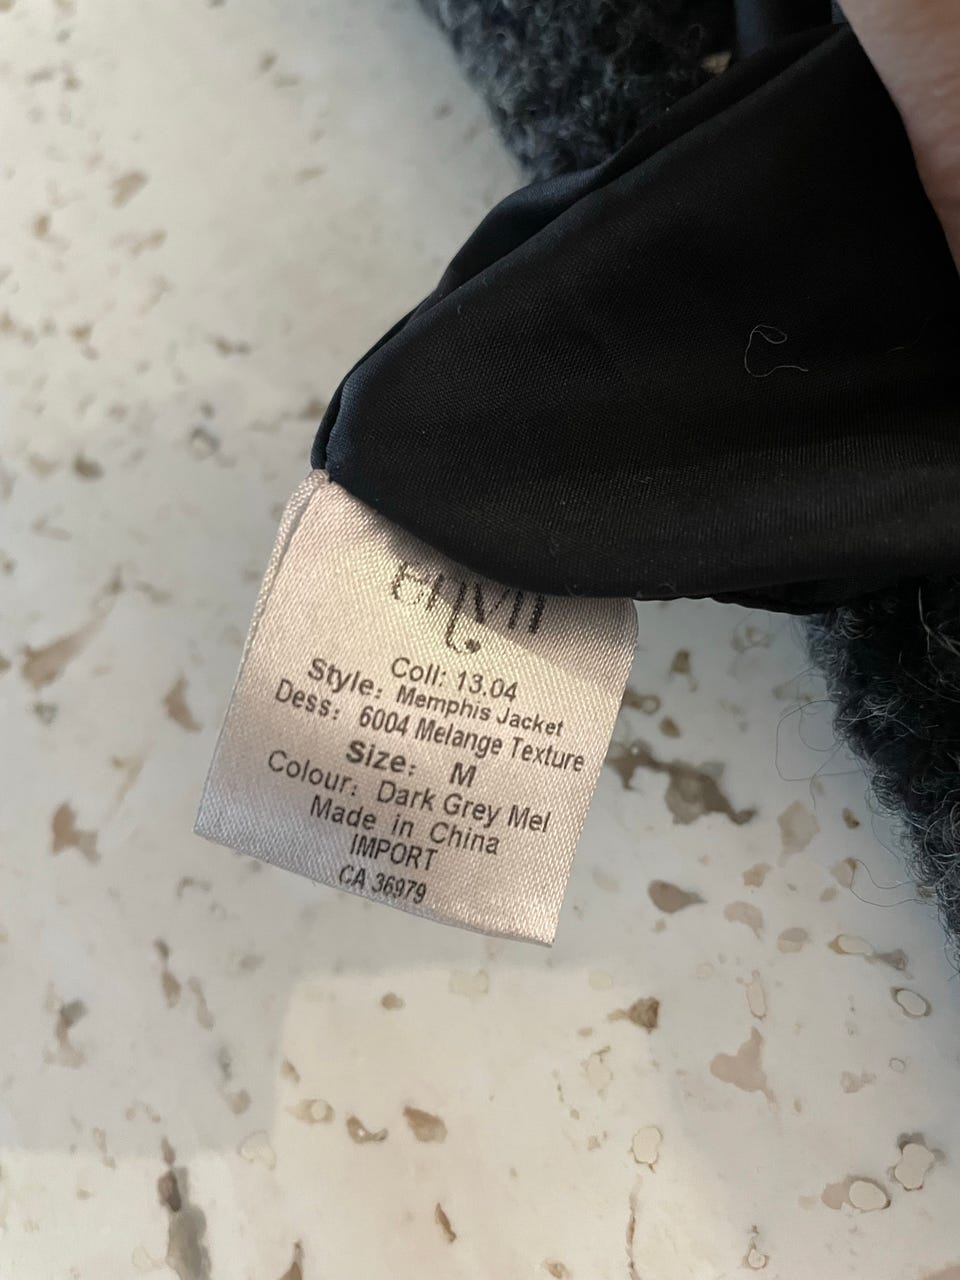 envii
Coll: 13.04
Style: Memphis Jacket
Dess: 6004 Melange Texture
Size: M
Colour: Dark Grey Mel
Made in China
IMPORT
CA 36979